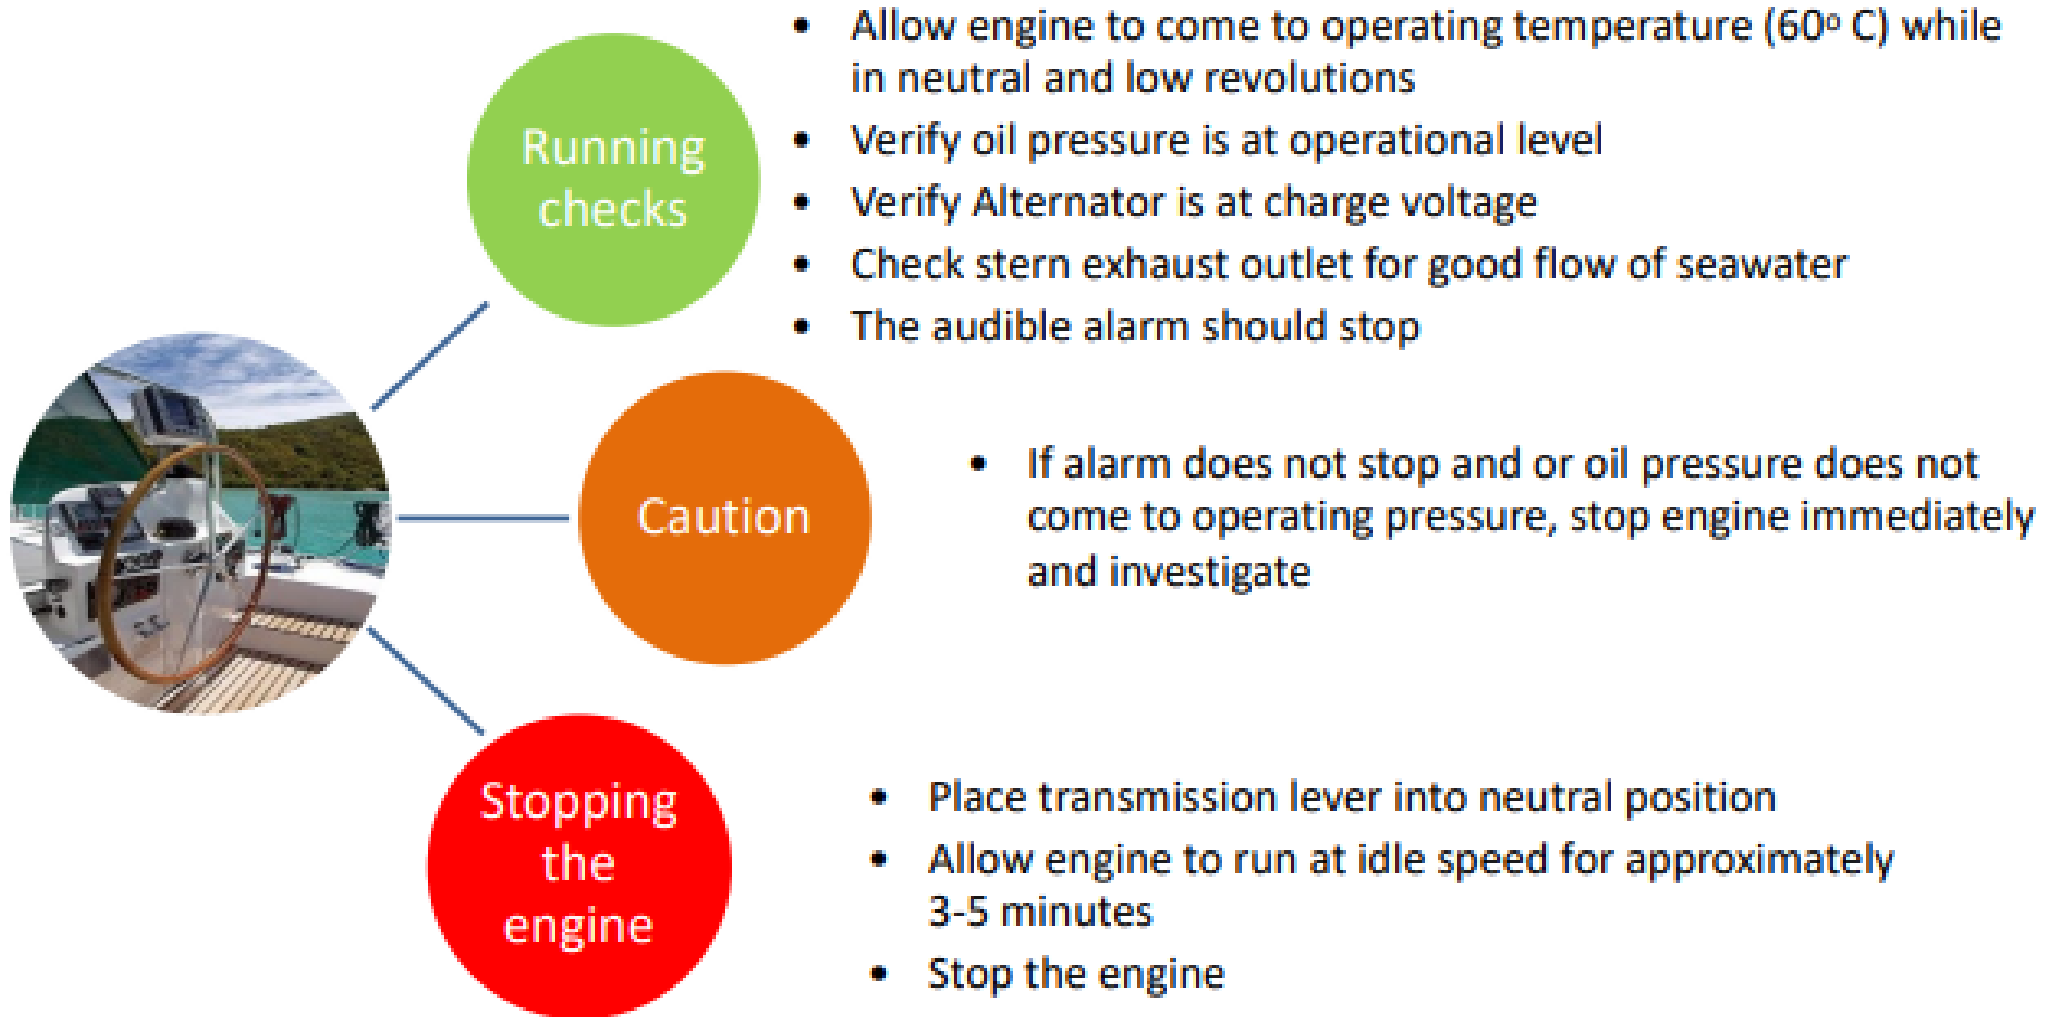 Running
checks
• Allow engine to come to operating temperature (60º C) while
in neutral and low revolutions
• Verify oil pressure is at operational level
• Verify Alternator is at charge voltage
• Check stern exhaust outlet for good flow of seawater
• The audible alarm should stop
Caution
• If alarm does not stop and or oil pressure does not
come to operating pressure, stop engine immediately
and investigate
Stopping
the
engine
• Place transmission lever into neutral position
• Allow engine to run at idle speed for approximately
3-5 minutes
• Stop the engine